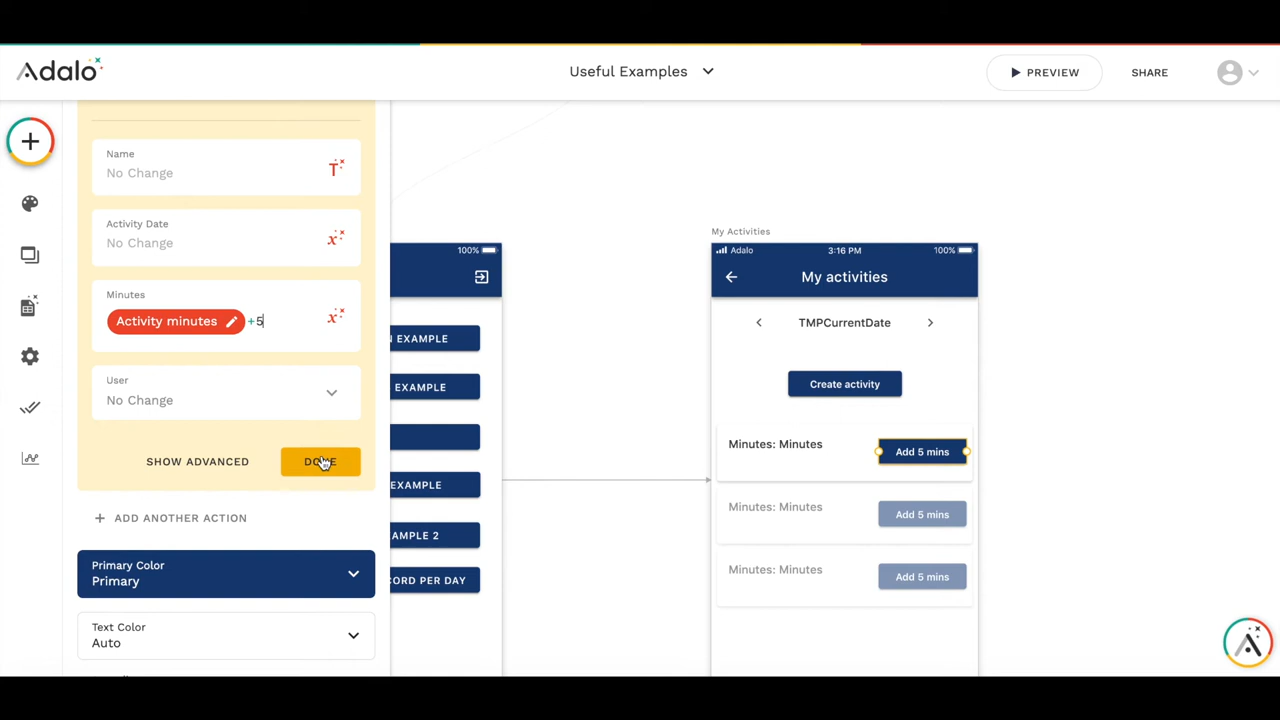 Adalo
Useful Examples
PREVIEW
SHARE
Name
No Change
Activity Date
No Change
Minutes
Activity minutes +5
User
No Change
SHOW ADVANCED
+ ADD ANOTHER ACTION
Primary Color
Primary
Text Color
Auto
100%
EXAMPLE
EXAMPLE
EXAMPLE
AMPLE 2
CORD PER DAY
My Activities
Adalo 3:16 PM 100%
My activities
TMPCurrentDate
Create activity
Minutes: Minutes Add 5 mins
Minutes: Minutes Add 5 mins
Minutes: Minutes Add 5 mins